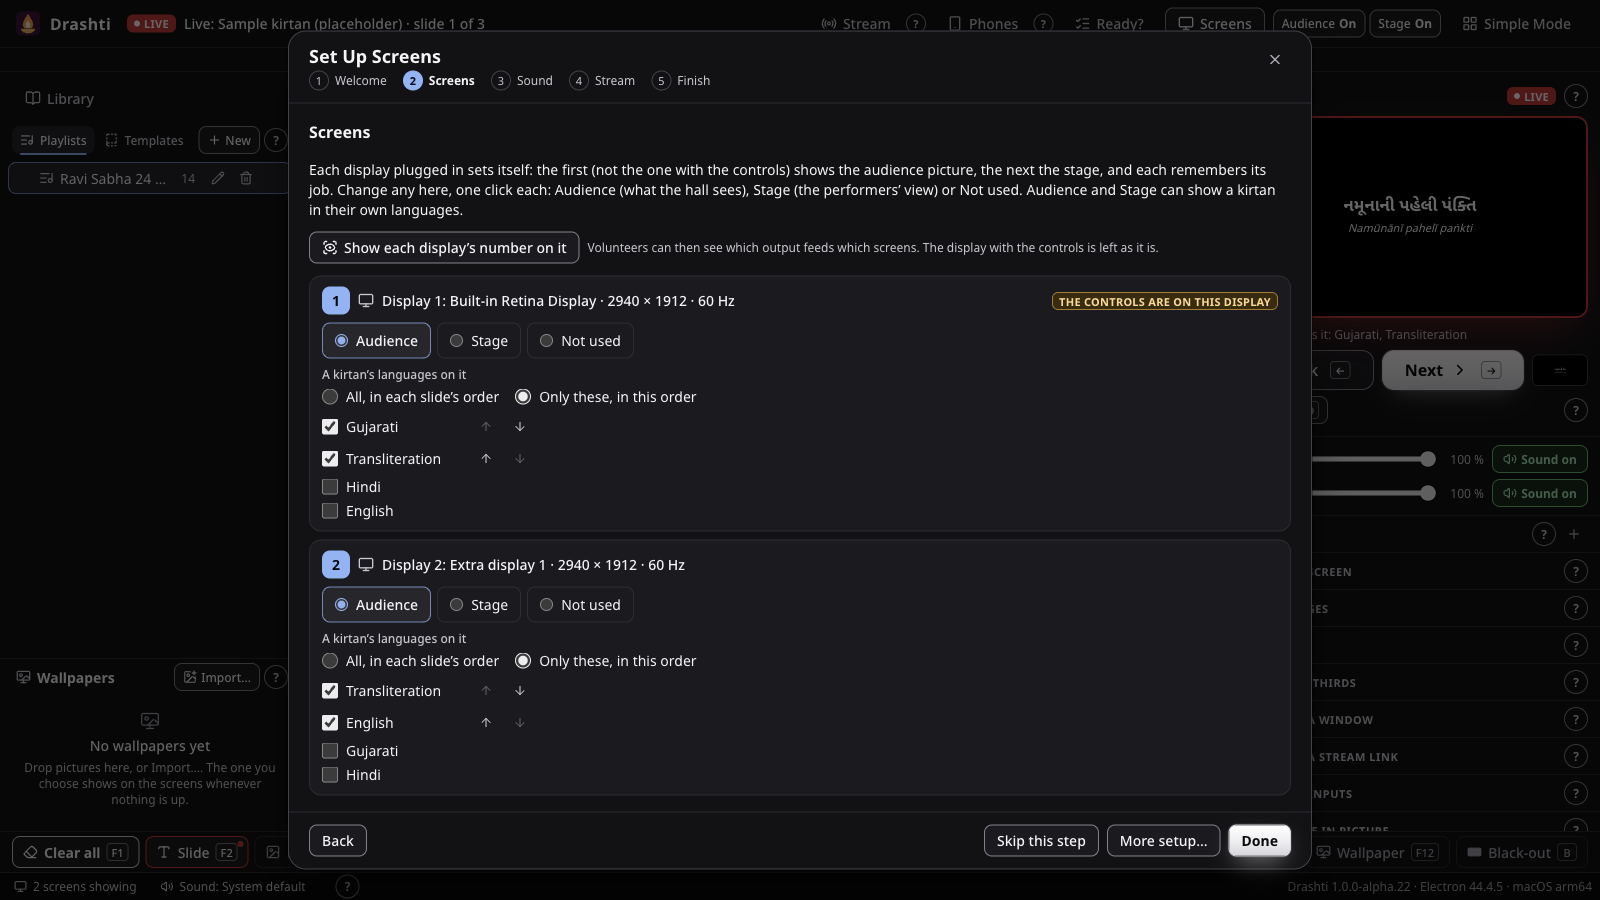 Drashti
LIVE
Live: Sample kirtan (placeholder) · slide 1 of 3
Stream
?
Phones
?
Ready?
Screens
Audience On
Stage On
Simple Mode
Set Up Screens
1 Welcome
2 Screens
3 Sound
4 Stream
5 Finish
Library
Playlists
Templates
+ New
?
Ravi Sabha 24 ...
14
Screens
Each display plugged in sets itself: the first (not the one with the controls) shows the audience picture, the next the stage, and each remembers its
job. Change any here, one click each: Audience (what the hall sees), Stage (the performers’ view) or Not used. Audience and Stage can show a kirtan
in their own languages.
Show each display’s number on it
Volunteers can then see which output feeds which screens. The display with the controls is left as it is.
1
Display 1: Built-in Retina Display · 2940 × 1912 · 60 Hz
THE CONTROLS ARE ON THIS DISPLAY
Audience
Stage
Not used
A kirtan’s languages on it
All, in each slide’s order
Only these, in this order
Gujarati
Transliteration
Hindi
English
2
Display 2: Extra display 1 · 2940 × 1912 · 60 Hz
Audience
Stage
Not used
A kirtan’s languages on it
All, in each slide’s order
Only these, in this order
Transliteration
English
Gujarati
Hindi
Back
Skip this step
More setup...
Done
LIVE
?
નમૂનાની પહેલી પંક્તિ
Namūnānī pahelī paṅkti
it: Gujarati, Transliteration
Next
?
100 %
Sound on
100 %
Sound on
?
+
?
?
?
THIRDS
?
WINDOW
?
STREAM LINK
?
?
?
Wallpapers
Import...
?
No wallpapers yet
Drop pictures here, or Import.... The one you
choose shows on the screens whenever
nothing is up.
Clear all
F1
Slide
F2
Wallpaper
F12
Black-out
B
2 screens showing
Sound: System default
?
Drashti 1.0.0-alpha.22 · Electron 44.4.5 · macOS arm64